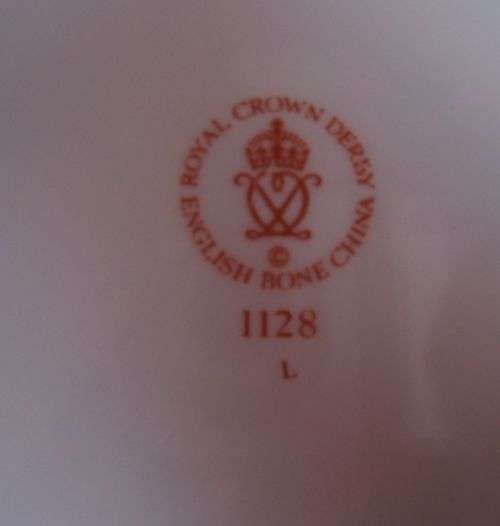 ROYAL CROWN DERBY
ENGLISH BONE CHINA
©
1128
L